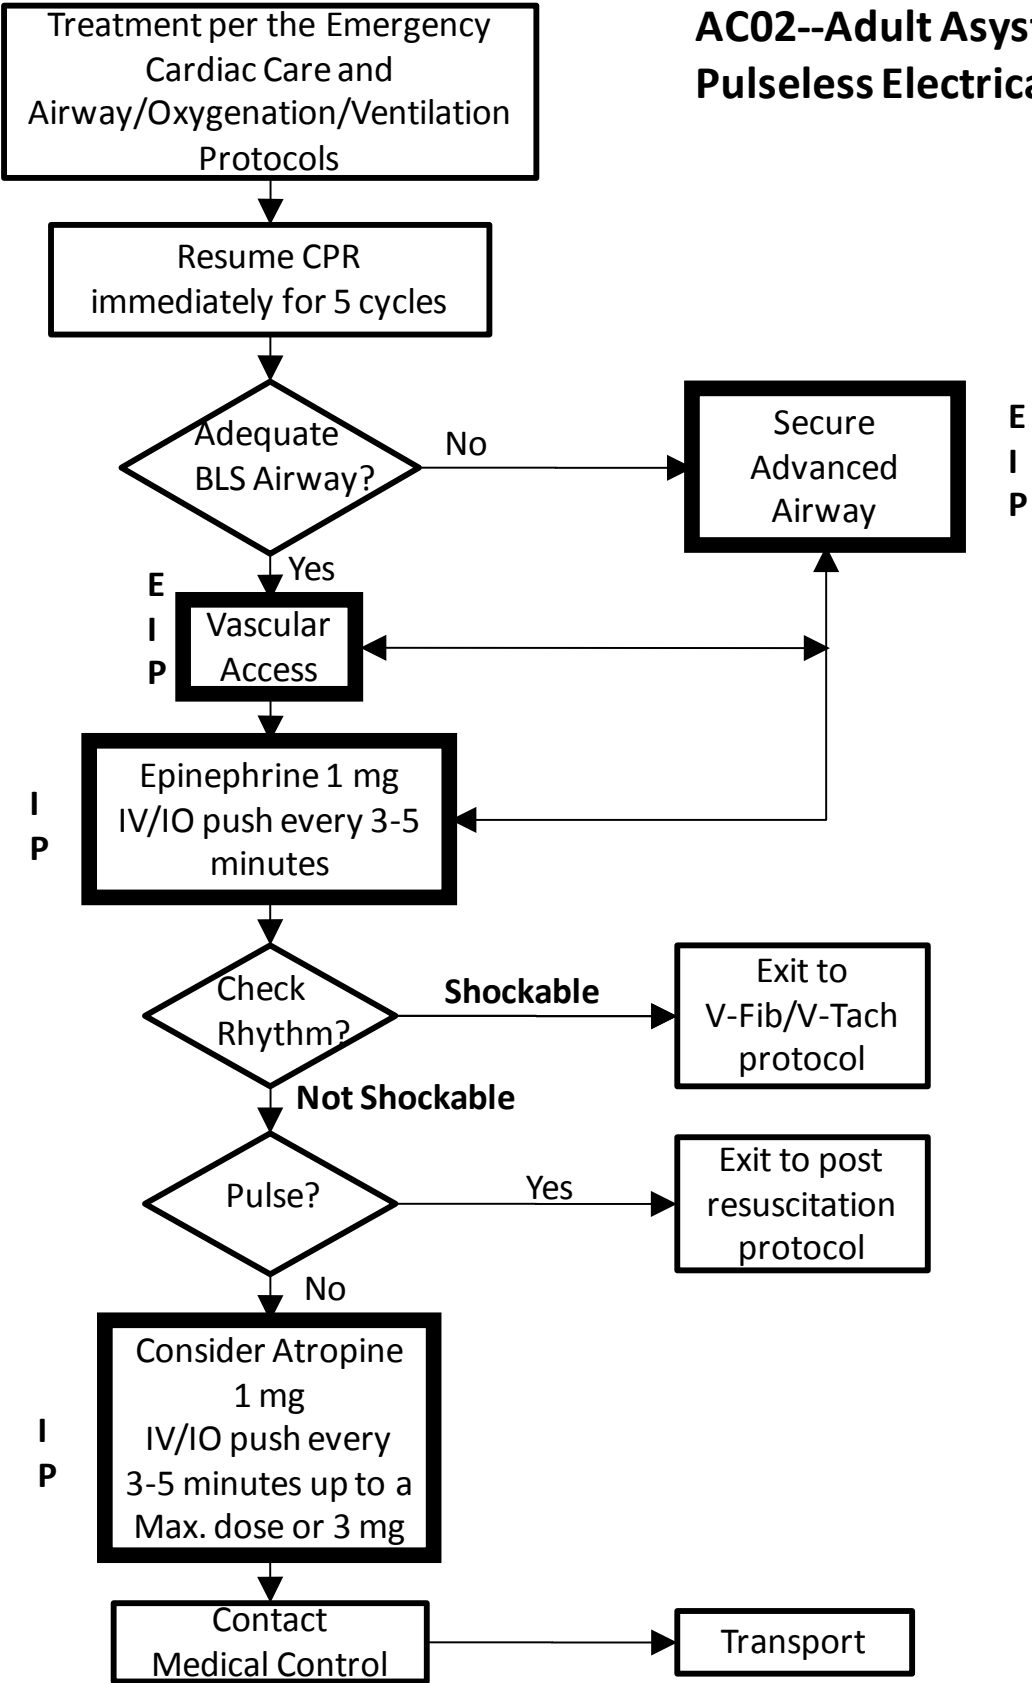 AC02--Adult Asyst
Pulseless Electrica
Treatment per the Emergency
Cardiac Care and
Airway/Oxygenation/Ventilation
Protocols
Resume CPR
immediately for 5 cycles
Adequate
BLS Airway?
No
Secure
Advanced
Airway
E
I
P
Yes
E
I
P
Vascular
Access
I
P
Epinephrine 1 mg
IV/IO push every 3-5
minutes
Check
Rhythm?
Shockable
Exit to
V-Fib/V-Tach
protocol
Not Shockable
Pulse?
Yes
Exit to post
resuscitation
protocol
No
I
P
Consider Atropine
1 mg
IV/IO push every
3-5 minutes up to a
Max. dose or 3 mg
Contact
Medical Control
Transport